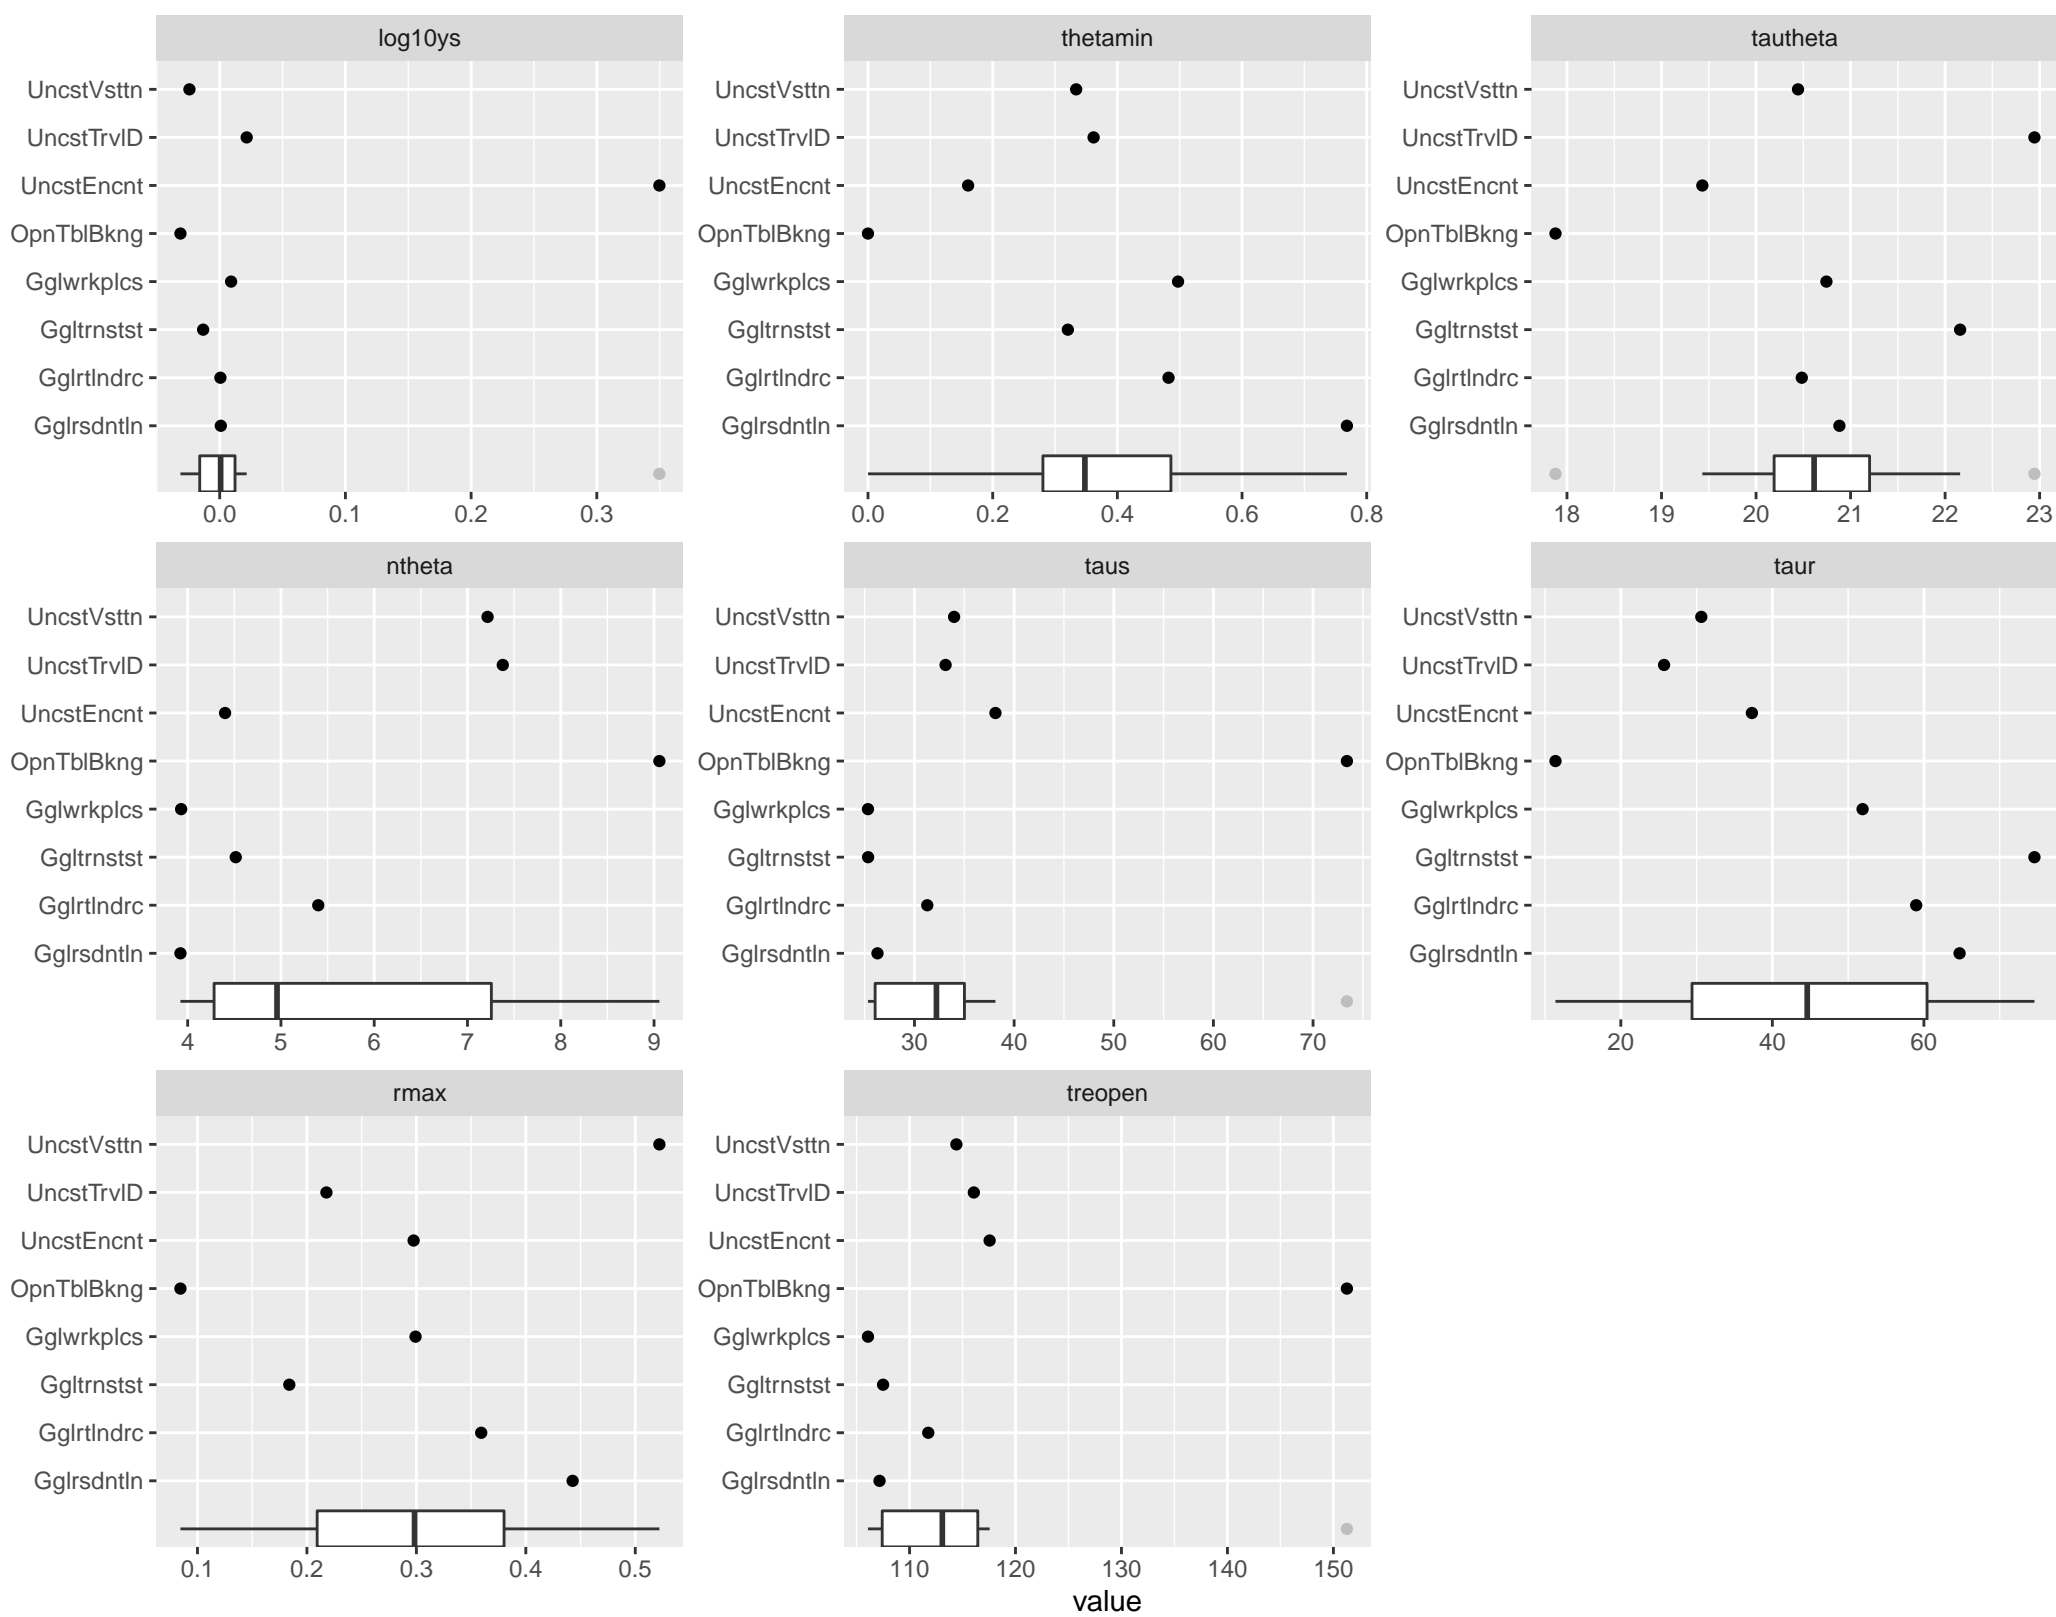 log10ys
thetamin
tautheta
UncstVsttn
UncstTrvlD
UncstEncnt
OpnTblBkng
Gglwrkplcs
Ggltrnstst
Gglrtlndrc
Gglrsdntln
0.0 0.1 0.2 0.3
UncstVsttn
UncstTrvlD
UncstEncnt
OpnTblBkng
Gglwrkplcs
Ggltrnstst
Gglrtlndrc
Gglrsdntln
0.0 0.2 0.4 0.6 0.8
UncstVsttn
UncstTrvlD
UncstEncnt
OpnTblBkng
Gglwrkplcs
Ggltrnstst
Gglrtlndrc
Gglrsdntln
18 19 20 21 22 23
ntheta
taus
taur
UncstVsttn
UncstTrvlD
UncstEncnt
OpnTblBkng
Gglwrkplcs
Ggltrnstst
Gglrtlndrc
Gglrsdntln
4 5 6 7 8 9
UncstVsttn
UncstTrvlD
UncstEncnt
OpnTblBkng
Gglwrkplcs
Ggltrnstst
Gglrtlndrc
Gglrsdntln
30 40 50 60 70
UncstVsttn
UncstTrvlD
UncstEncnt
OpnTblBkng
Gglwrkplcs
Ggltrnstst
Gglrtlndrc
Gglrsdntln
20 40 60
rmax
treopen
UncstVsttn
UncstTrvlD
UncstEncnt
OpnTblBkng
Gglwrkplcs
Ggltrnstst
Gglrtlndrc
Gglrsdntln
0.1 0.2 0.3 0.4 0.5
UncstVsttn
UncstTrvlD
UncstEncnt
OpnTblBkng
Gglwrkplcs
Ggltrnstst
Gglrtlndrc
Gglrsdntln
110 120 130 140 150
value